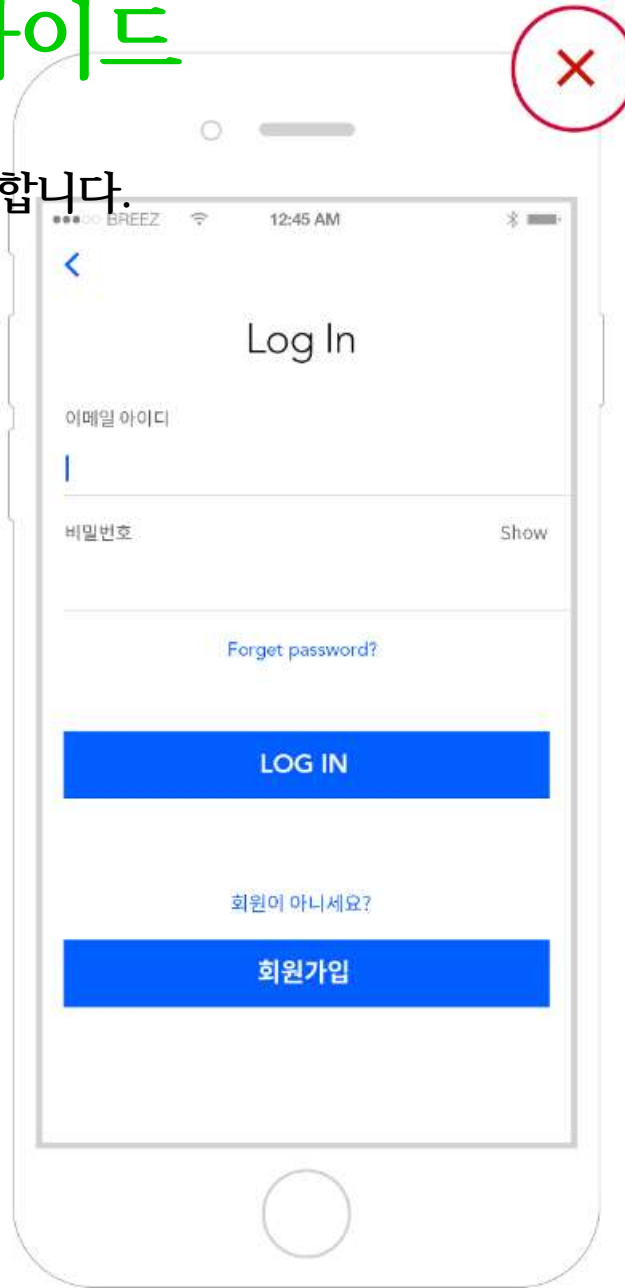 아이드
합니다.
BREEZ 12:45 AM
Log In
이메일 아이디
비밀번호 Show
Forget password?
LOG IN
회원이 아니세요?
회원가입